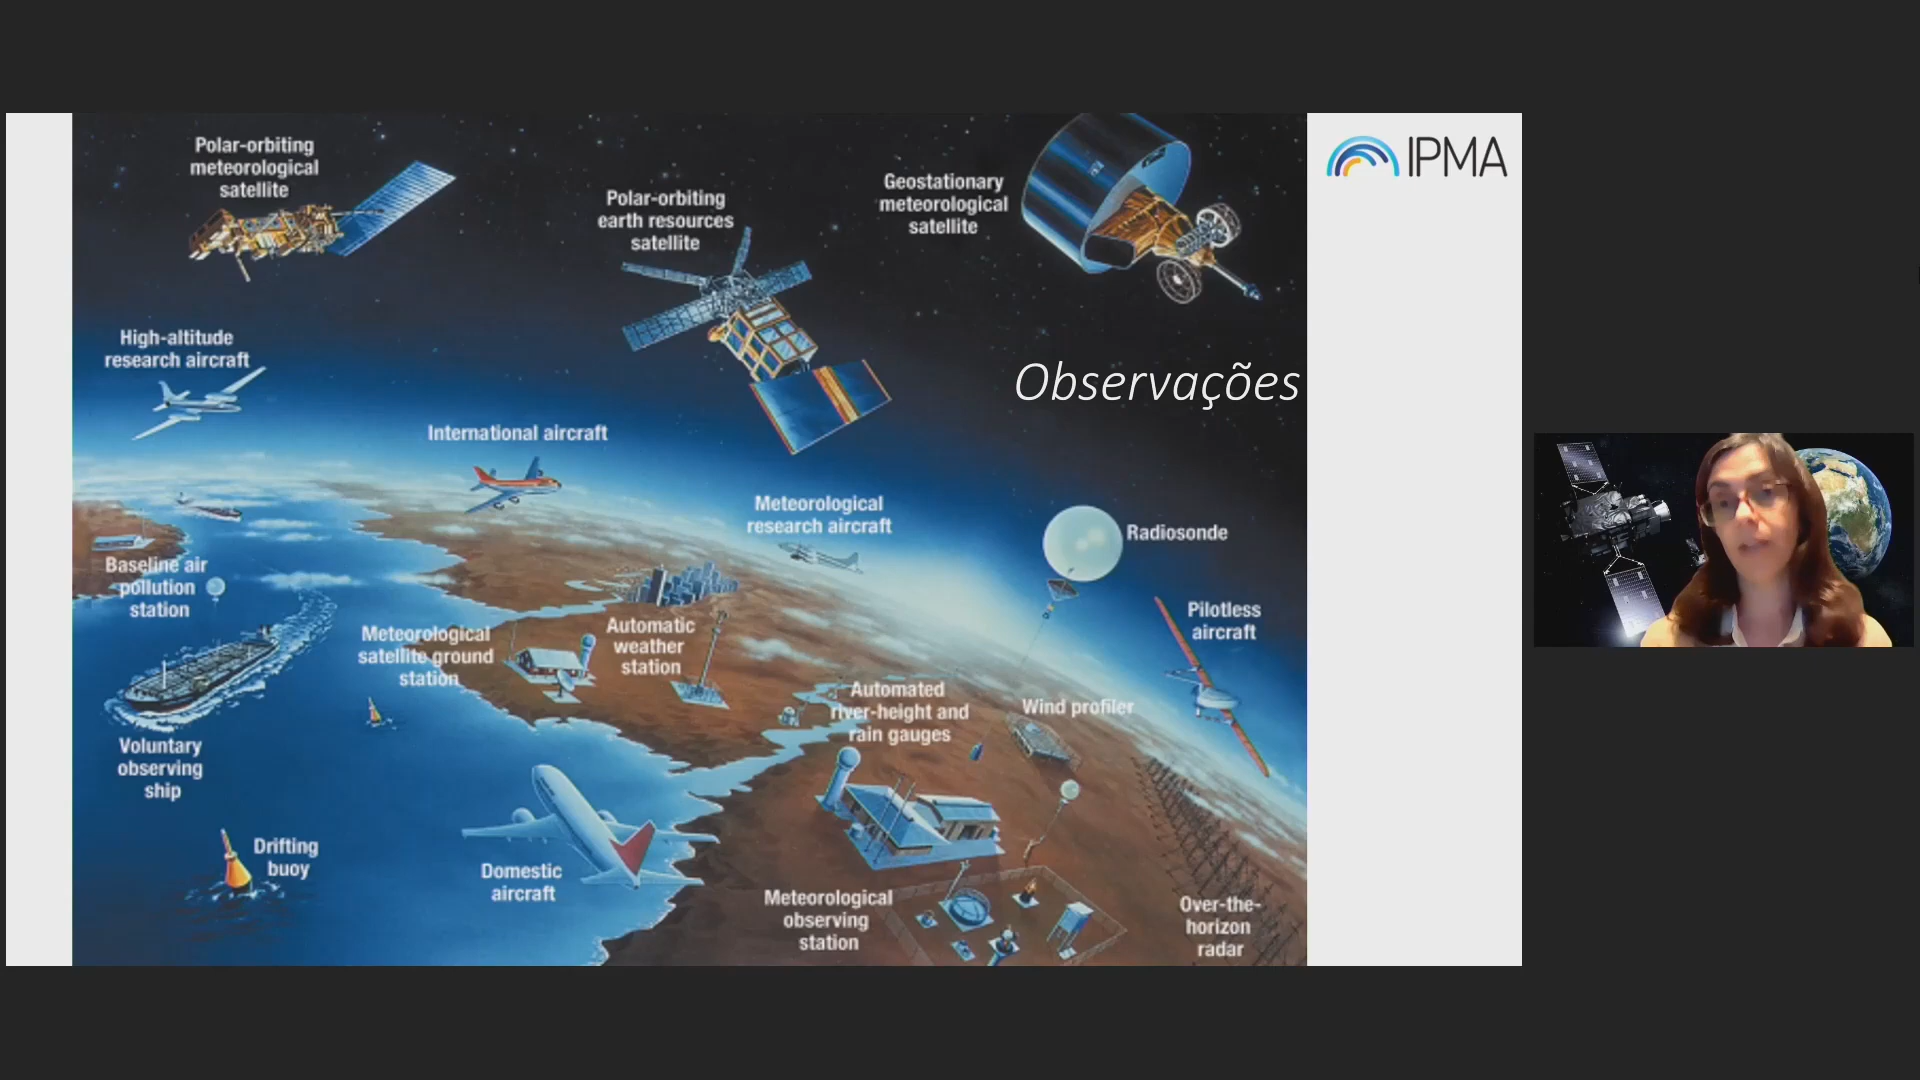 Polar-orbiting
meteorological
satellite
Polar-orbiting
earth resources
satellite
Geostationary
meteorological
satellite
IPMA
High-altitude
research aircraft
Observações
International aircraft
Meteorological
research aircraft
Radiosonde
Baseline air
pollution
station
Pilotless
aircraft
Meteorological
satellite ground
station
Automatic
weather
station
Automated
river-height and
rain gauges
Wind profiler
Voluntary
observing
ship
Drifting
buoy
Domestic
aircraft
Meteorological
observing
station
Over-the-
horizon
radar